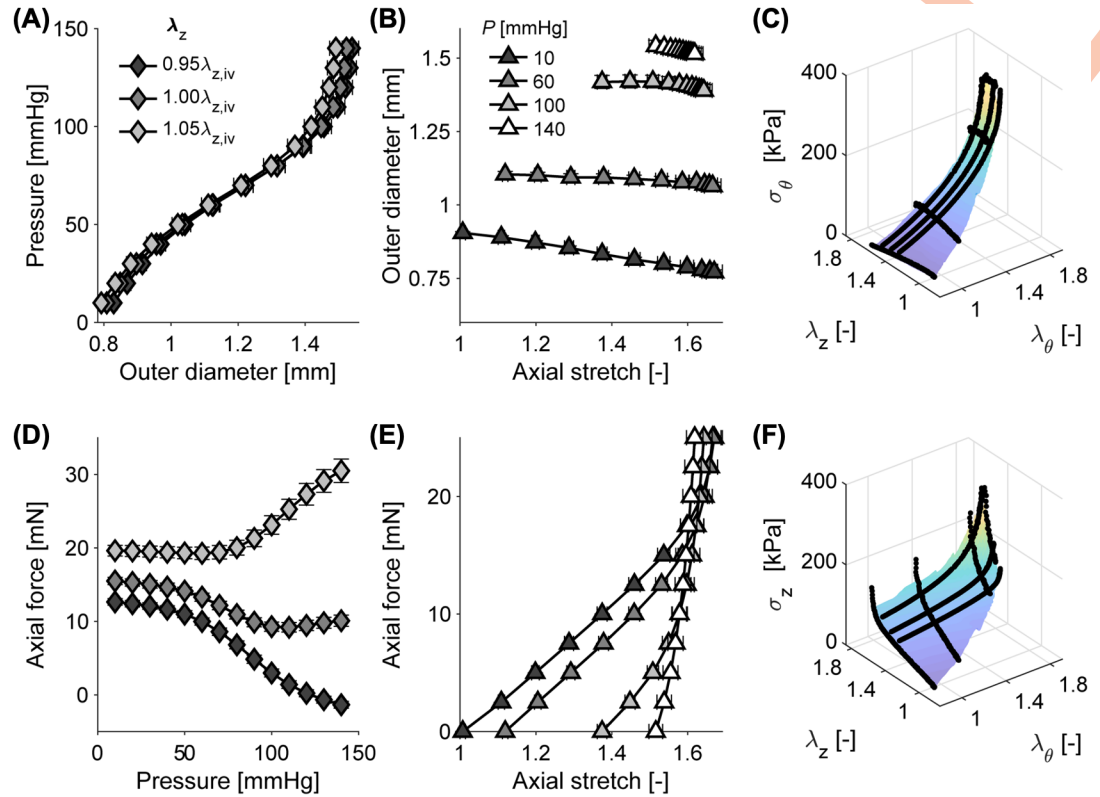 (A)
λz
0.95λz,iv
1.00λz,iv
1.05λz,iv
150
100
50
0
Pressure [mmHg]
0.8 1 1.2 1.4
Outer diameter [mm]
(B)
P [mmHg]
10
60
100
140
1.5
1.25
1
0.75
Outer diameter [mm]
1 1.2 1.4 1.6
Axial stretch [-]
(C)
400
200
0
σθ [kPa]
1.8 1.4 1
λz [-]
1 1.4 1.8
λθ [-]
(D)
30
20
10
0
Axial force [mN]
0 50 100 150
Pressure [mmHg]
(E)
20
10
0
Axial force [mN]
1 1.2 1.4 1.6
Axial stretch [-]
(F)
400
200
0
σz [kPa]
1.8 1.4 1
λz [-]
1 1.4 1.8
λθ [-]